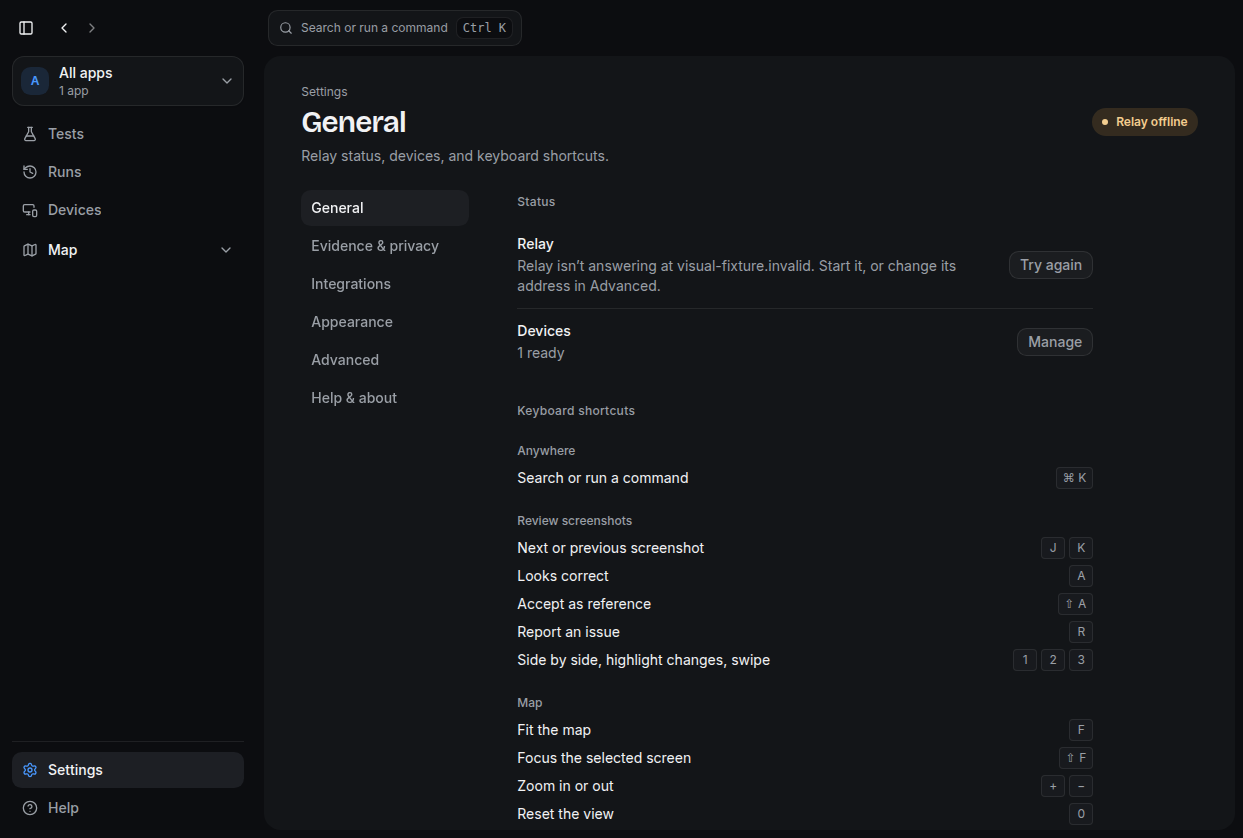 Search or run a command Ctrl K
A
All apps
1 app
Tests
Runs
Devices
Map
Settings
Help
Settings
General
Relay status, devices, and keyboard shortcuts.
Relay offline
General
Evidence & privacy
Integrations
Appearance
Advanced
Help & about
Status
Relay
Relay isn’t answering at visual-fixture.invalid. Start it, or change its
address in Advanced.
Try again
Devices
1 ready
Manage
Keyboard shortcuts
Anywhere
Search or run a command ⌘ K
Review screenshots
Next or previous screenshot J K
Looks correct A
Accept as reference ⇧ A
Report an issue R
Side by side, highlight changes, swipe 1 2 3
Map
Fit the map F
Focus the selected screen ⇧ F
Zoom in or out + −
Reset the view 0